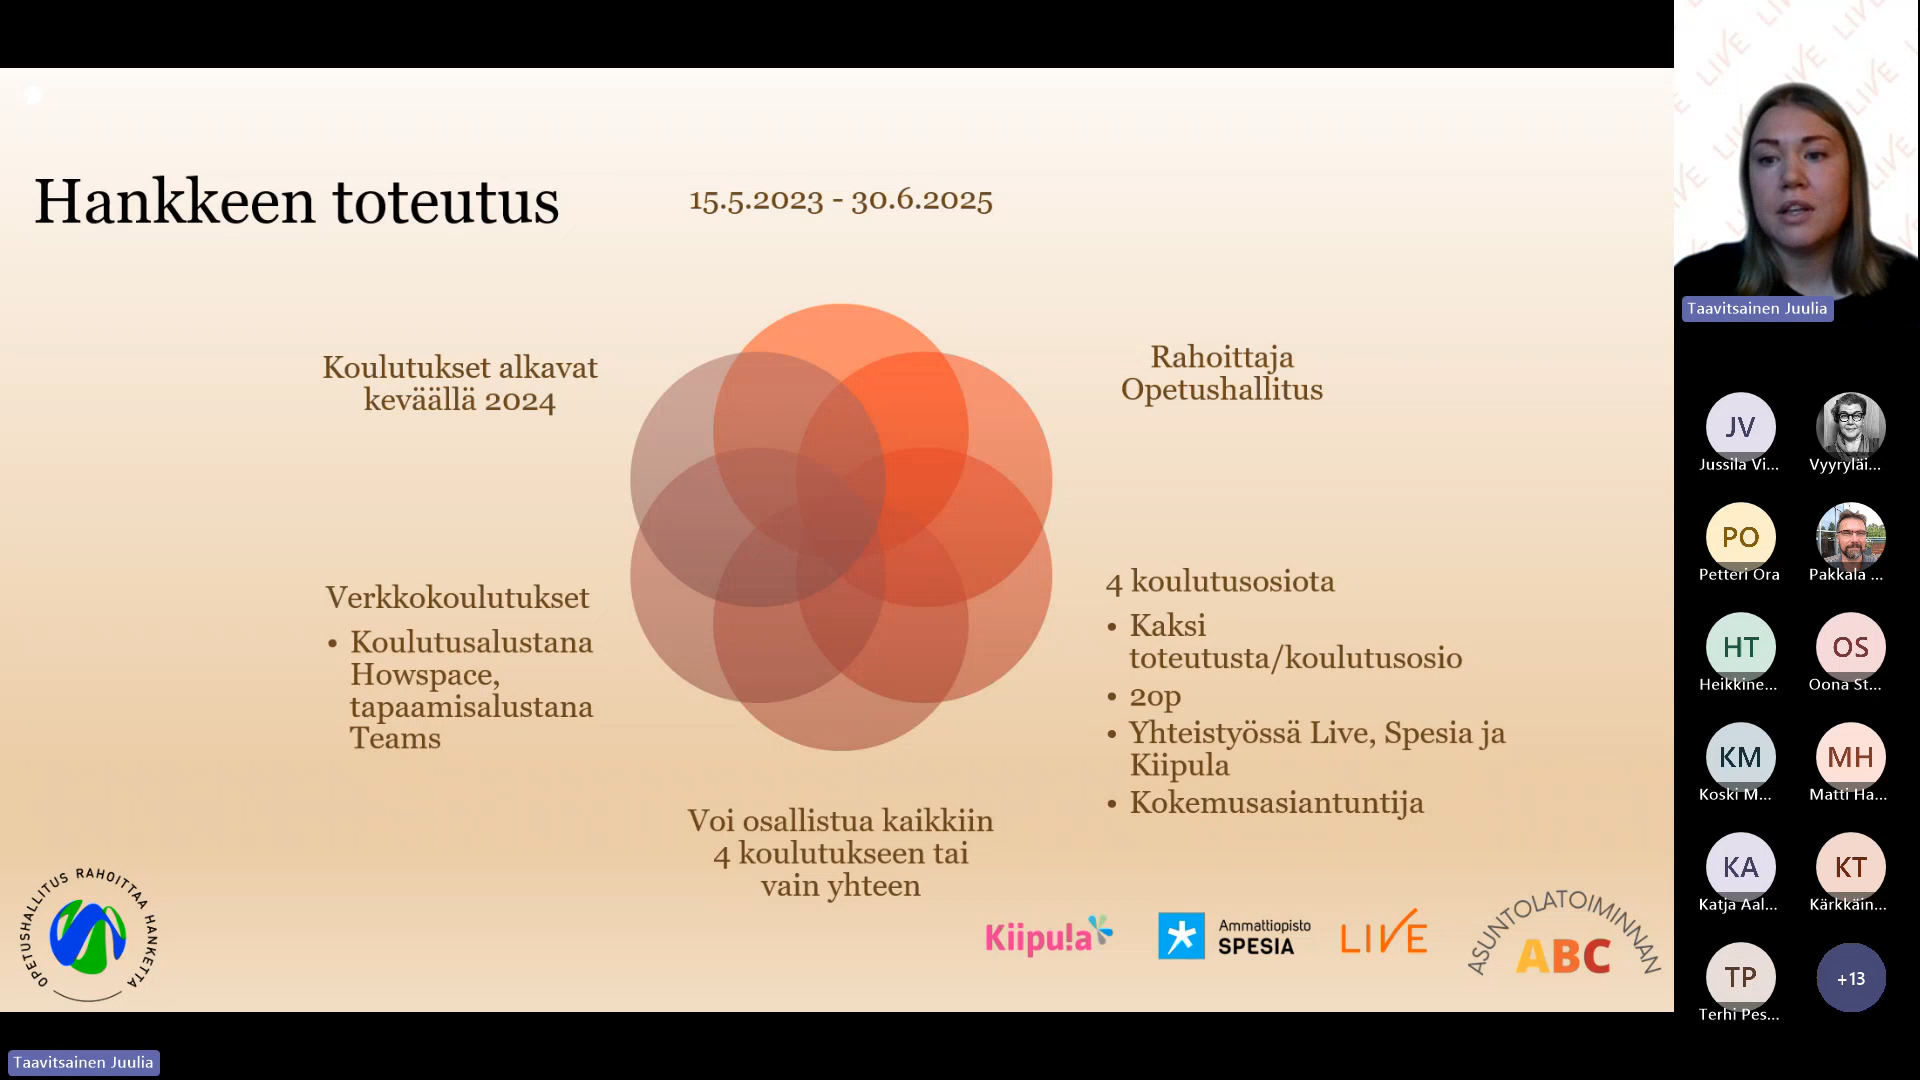 Hankkeen toteutus
15.5.2023 - 30.6.2025
Koulutukset alkavat
keväällä 2024
Rahoittaja
Opetushallitus
Verkkokoulutukset
• Koulutusalustana
Howspace,
tapaamisalustana
Teams
4 koulutusosiota
• Kaksi
toteutusta/koulutusosio
• 2op
• Yhteistyössä Live, Spesia ja
Kiipula
• Kokemusasiantuntija
Voi osallistua kaikkiin
4 koulutukseen tai
vain yhteen
OPETUSHALLITUS RAHOITTAA HANKETTA
Kiipula
Ammattiopisto
SPESIA
LIVE
ASUNTOLATOIMINNAN
ABC
Taavitsainen Juulia
LIVE
Taavitsainen Juulia
JV
Jussila Vi...
Vyyryläi...
PO
Petteri Ora
Pakkala ...
HT
Heikkine...
OS
Oona St...
KM
Koski M...
MH
Matti Ha...
KA
Katja Aal...
KT
Kärkkäin...
TP
Terhi Pes...
+13